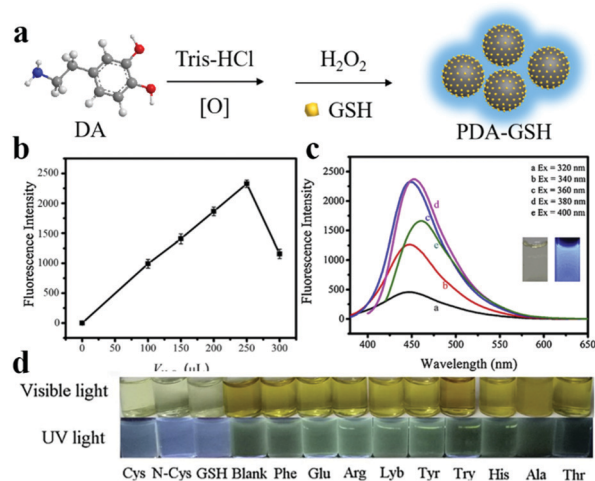 a
Tris-HCl
H₂O₂
[O]
GSH
DA
PDA-GSH
b
Fluorescence Intensity
2500
2000
1500
1000
500
0
0 50 100 150 200 250 300
(μL)
c
Fluorescence Intensity
2500
2000
1500
1000
500
0
a Ex = 320 nm
b Ex = 340 nm
c Ex = 360 nm
d Ex = 380 nm
e Ex = 400 nm
d
b
a
400 450 500 550 600 650
Wavelength (nm)
d
Visible light
UV light
Cys N-Cys GSH Blank Phe Glu Arg Lyb Tyr Try His Ala Thr